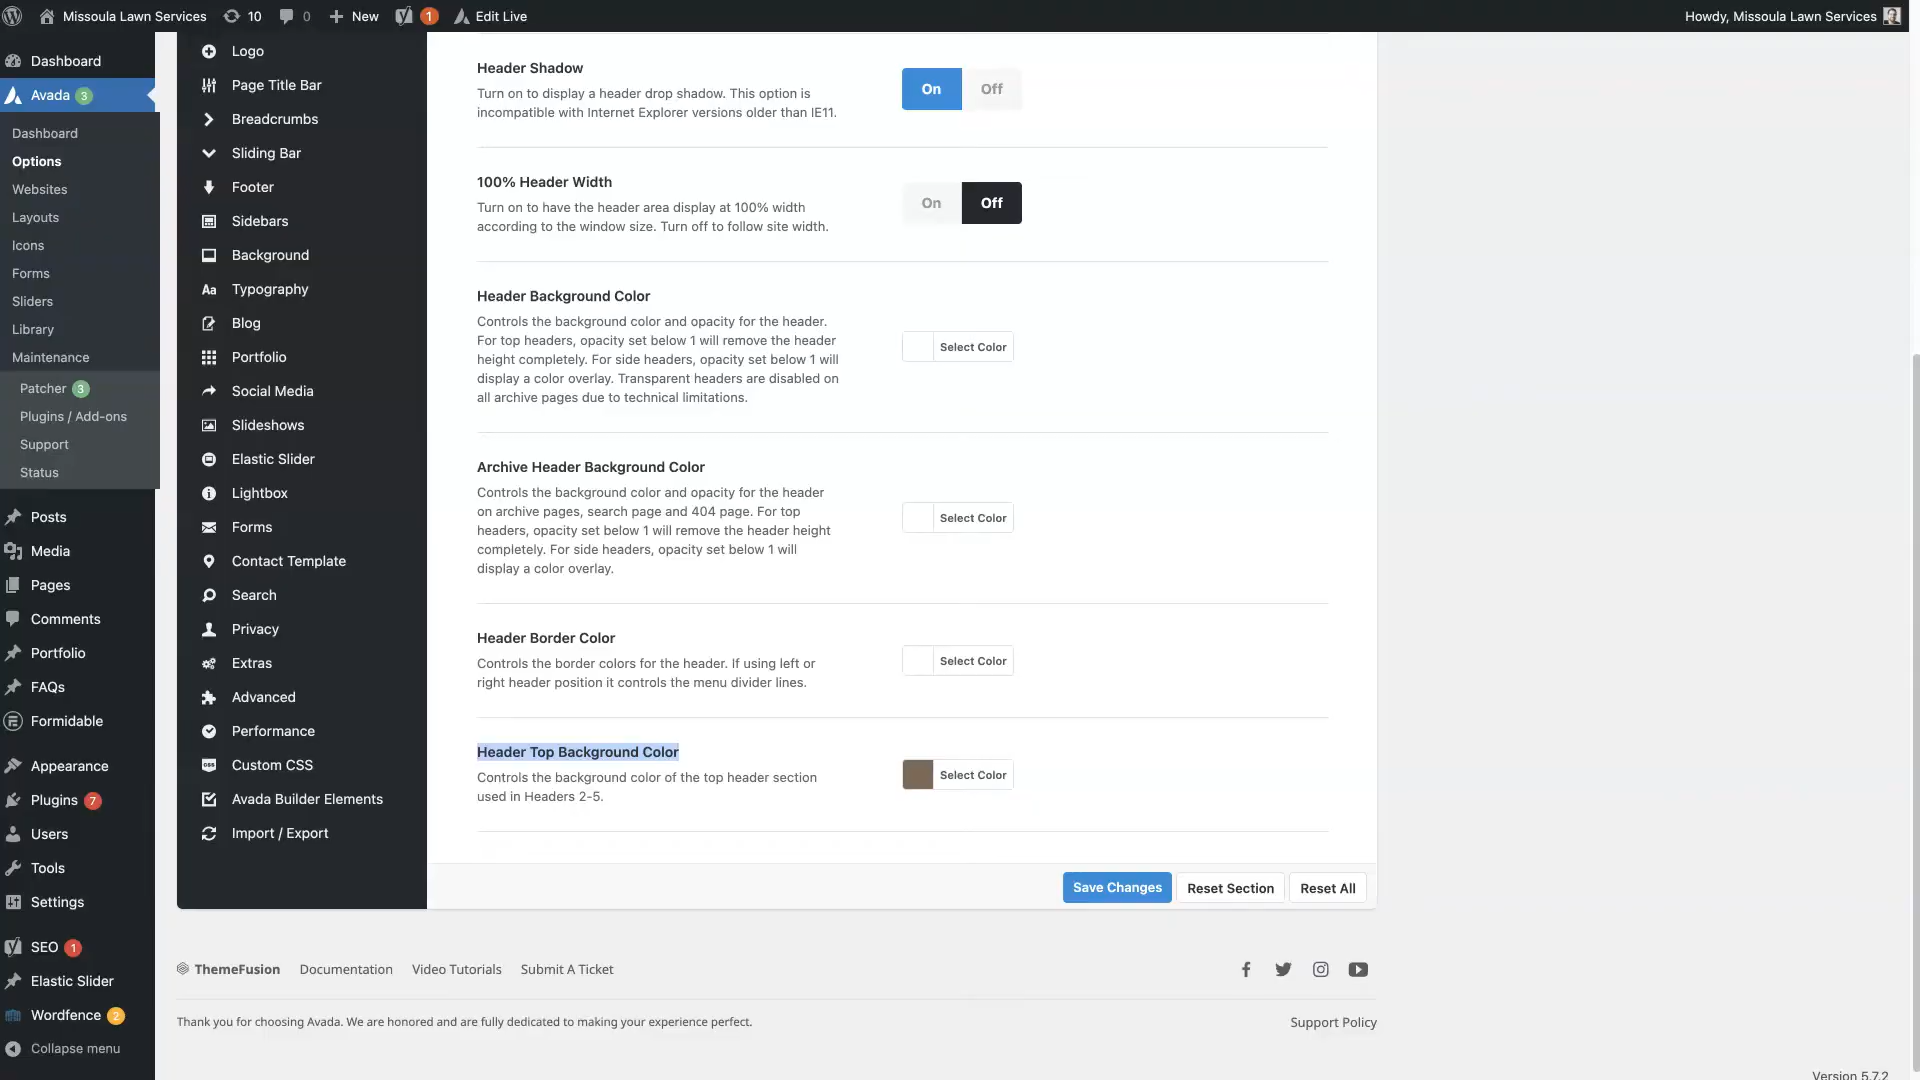 Missoula Lawn Services
10
0
New
1
Edit Live
Howdy, Missoula Lawn Services
Dashboard
Avada 3
Dashboard
Options
Websites
Layouts
Icons
Forms
Sliders
Library
Maintenance
Patcher 3
Plugins / Add-ons
Support
Status
Posts
Media
Pages
Comments
Portfolio
FAQs
Formidable
Appearance
Plugins 7
Users
Tools
Settings
SEO 1
Elastic Slider
Wordfence 2
Collapse menu
Logo
Page Title Bar
Breadcrumbs
Sliding Bar
Footer
Sidebars
Background
Aa Typography
Blog
Portfolio
Social Media
Slideshows
Elastic Slider
Lightbox
Forms
Contact Template
Search
Privacy
Extras
Advanced
Performance
Custom CSS
Avada Builder Elements
Import / Export
Header Shadow
Turn on to display a header drop shadow. This option is
incompatible with Internet Explorer versions older than IE11.
On Off
100% Header Width
Turn on to have the header area display at 100% width
according to the window size. Turn off to follow site width.
On Off
Header Background Color
Controls the background color and opacity for the header.
For top headers, opacity set below 1 will remove the header
height completely. For side headers, opacity set below 1 will
display a color overlay. Transparent headers are disabled on
all archive pages due to technical limitations.
Select Color
Archive Header Background Color
Controls the background color and opacity for the header
on archive pages, search page and 404 page. For top
headers, opacity set below 1 will remove the header height
completely. For side headers, opacity set below 1 will
display a color overlay.
Select Color
Header Border Color
Controls the border colors for the header. If using left or
right header position it controls the menu divider lines.
Select Color
Header Top Background Color
Controls the background color of the top header section
used in Headers 2-5.
Select Color
Save Changes Reset Section Reset All
ThemeFusion Documentation Video Tutorials Submit A Ticket
Thank you for choosing Avada. We are honored and are fully dedicated to making your experience perfect.
Support Policy
Version 5.7.2